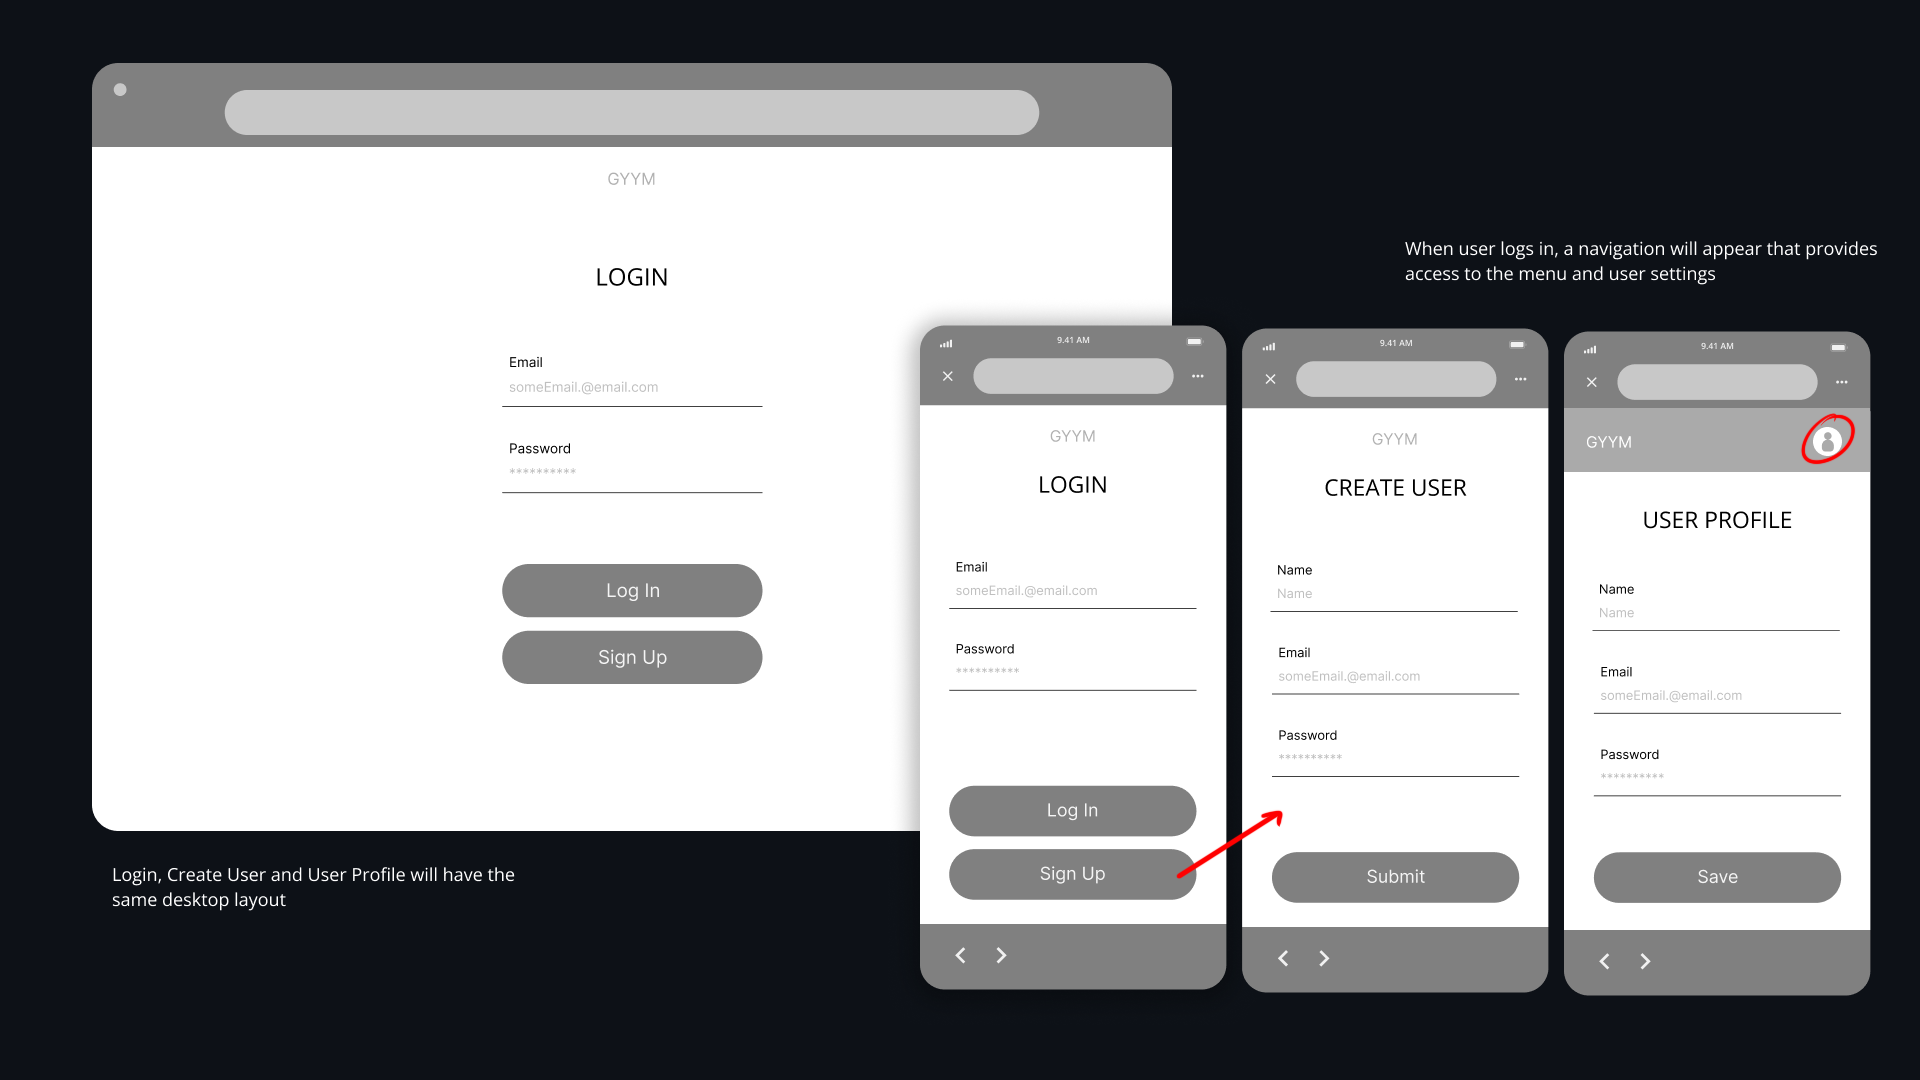 GYYM
LOGIN
Email
someEmail.@email.com
Password
**********
Log In
Sign Up
Login, Create User and User Profile will have the
same desktop layout
When user logs in, a navigation will appear that provides
access to the menu and user settings
9.41 AM
GYYM
LOGIN
Email
someEmail.@email.com
Password
**********
Log In
Sign Up
9.41 AM
GYYM
CREATE USER
Name
Name
Email
someEmail.@email.com
Password
**********
Submit
9.41 AM
GYYM
USER PROFILE
Name
Name
Email
someEmail.@email.com
Password
**********
Save